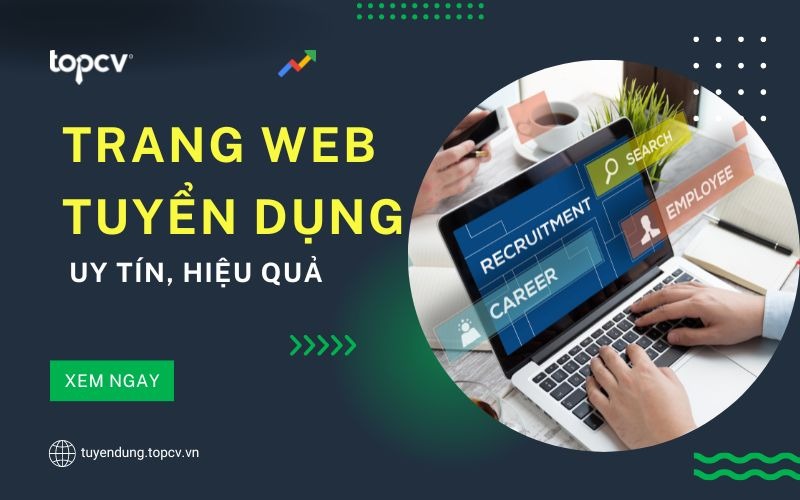 topcv
TRANG WEB
TUYỂN DỤNG
UY TÍN, HIỆU QUẢ
XEM NGAY
tuyendung.topcv.vn
SEARCH
RECRUITMENT
EMPLOYEE
CAREER